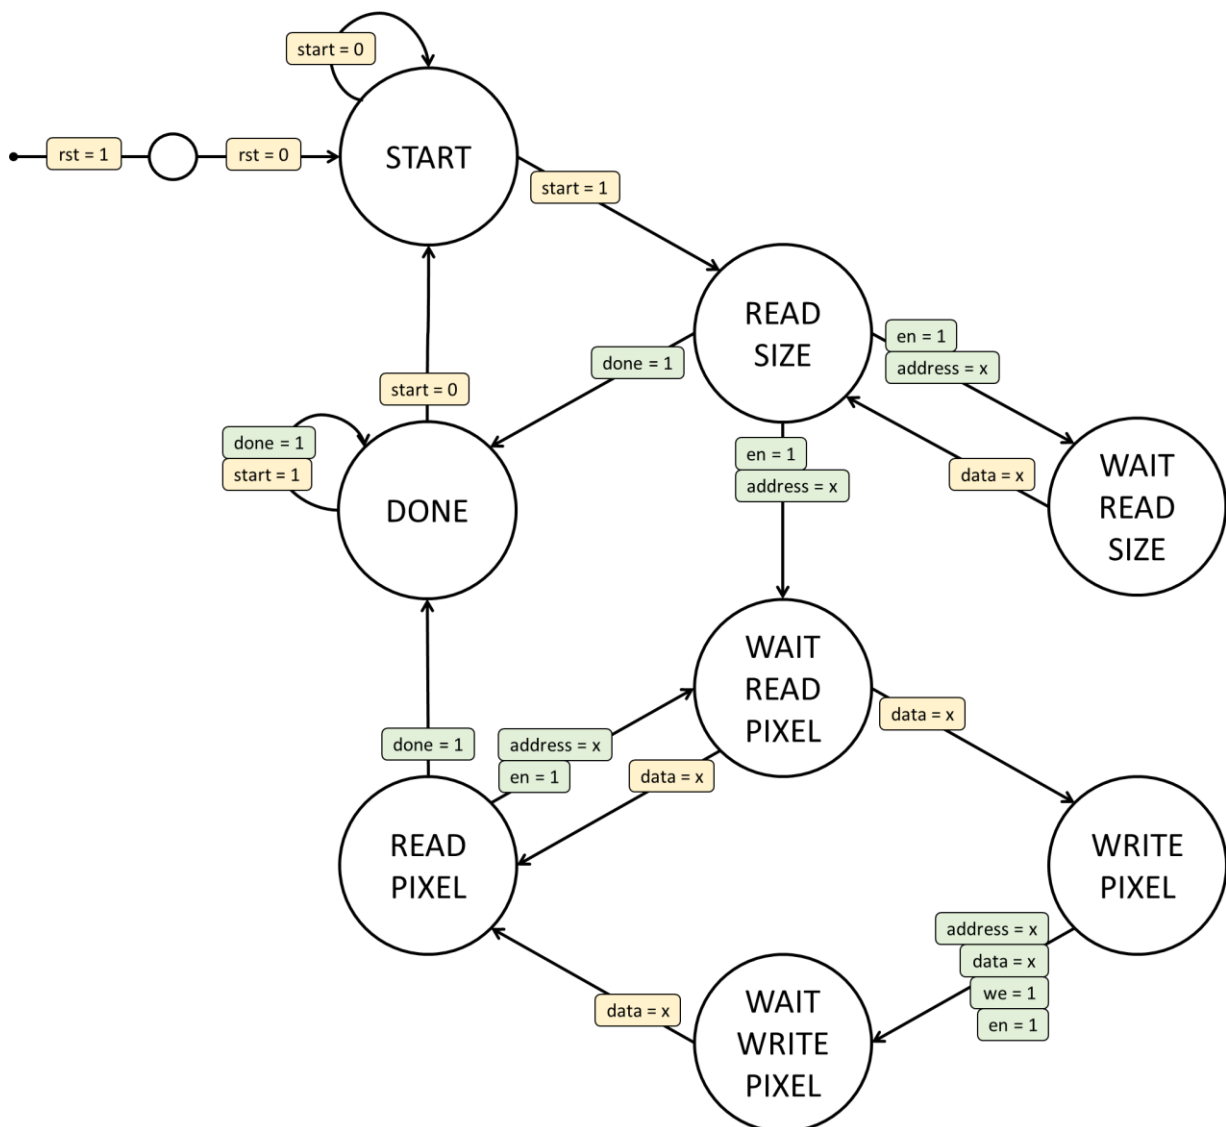 start = 0
rst = 1
rst = 0
START
start = 1
READ
SIZE
en = 1
address = x
done = 1
start = 0
done = 1
start = 1
DONE
en = 1
address = x
data = x
WAIT
READ
SIZE
WAIT
READ
PIXEL
data = x
done = 1
address = x
en = 1
data = x
READ
PIXEL
WRITE
PIXEL
address = x
data = x
we = 1
en = 1
data = x
WAIT
WRITE
PIXEL